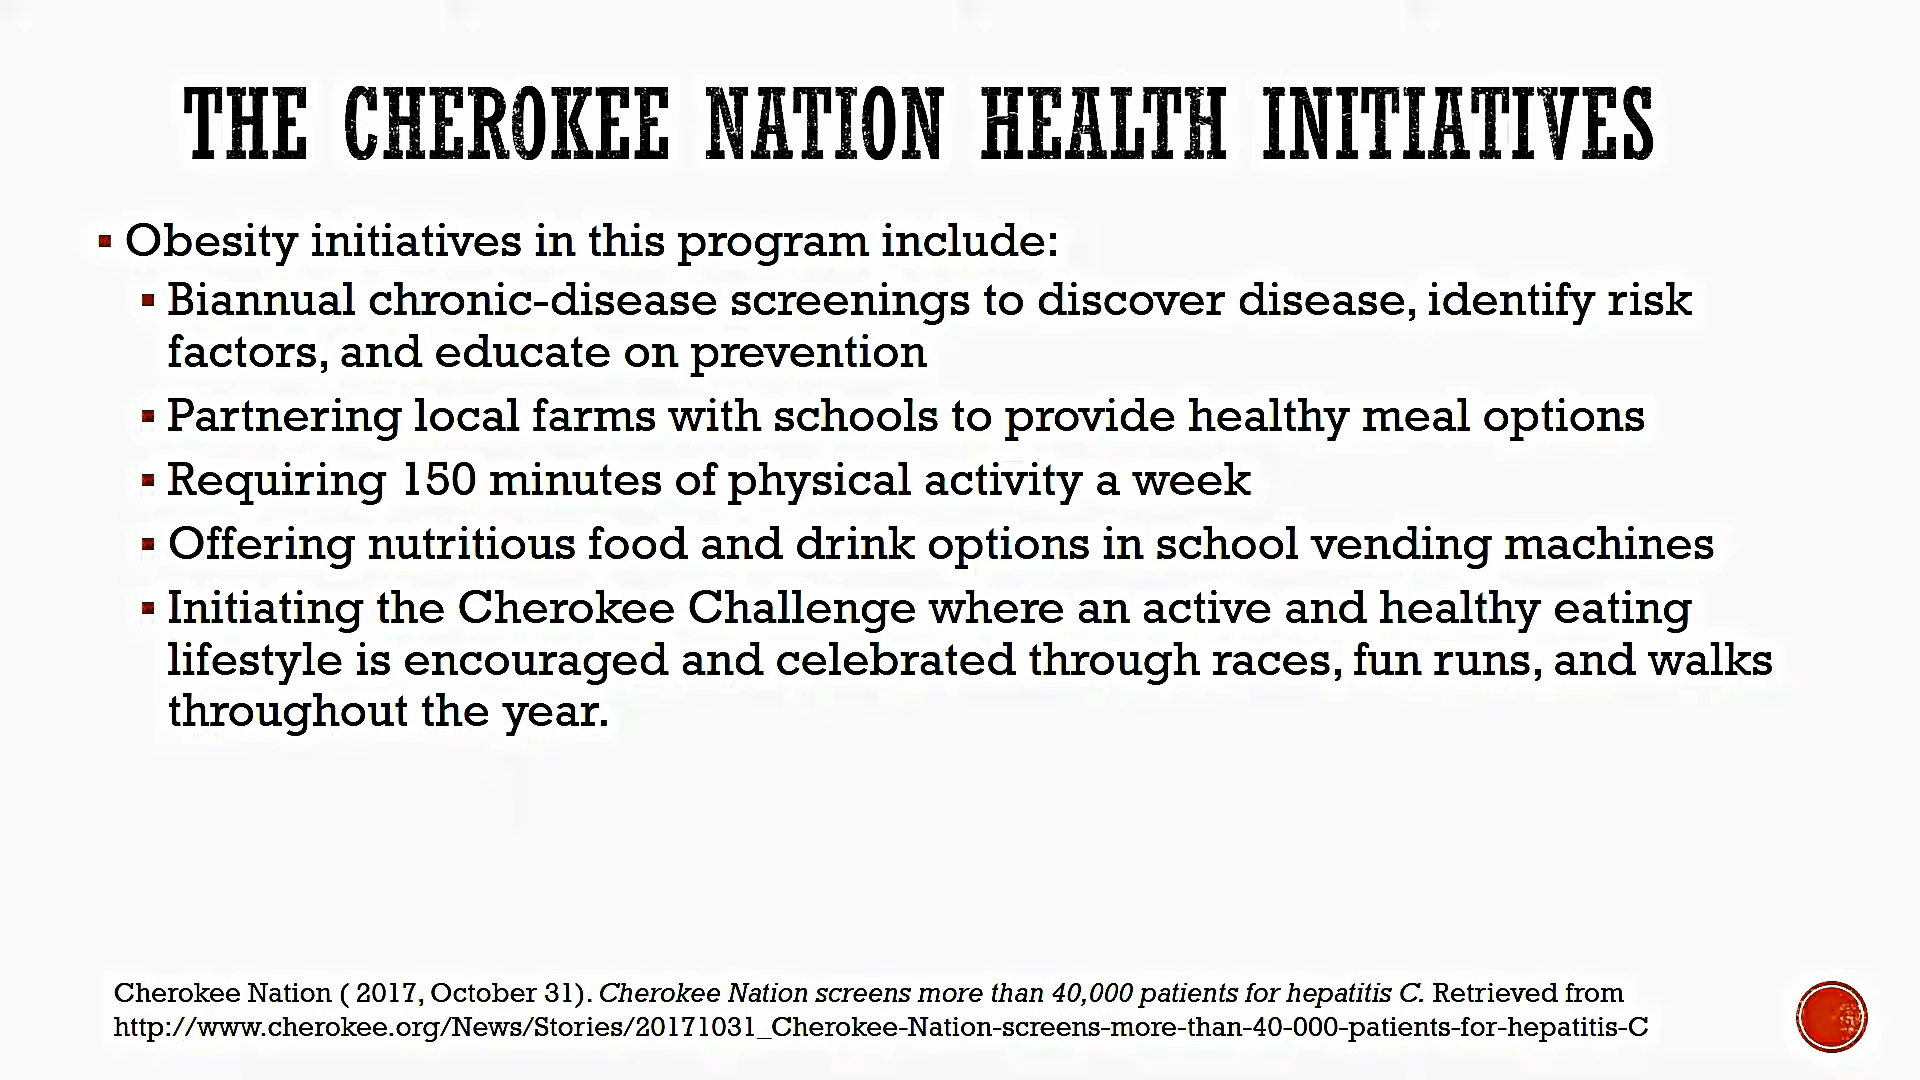 THE CHEROKEE NATION HEALTH INITIATIVES
▪ Obesity initiatives in this program include:
▪ Biannual chronic-disease screenings to discover disease, identify risk
factors, and educate on prevention
▪ Partnering local farms with schools to provide healthy meal options
▪ Requiring 150 minutes of physical activity a week
▪ Offering nutritious food and drink options in school vending machines
▪ Initiating the Cherokee Challenge where an active and healthy eating
lifestyle is encouraged and celebrated through races, fun runs, and walks
throughout the year.
Cherokee Nation ( 2017, October 31). Cherokee Nation screens more than 40,000 patients for hepatitis C. Retrieved from
http://www.cherokee.org/News/Stories/20171031_Cherokee-Nation-screens-more-than-40-000-patients-for-hepatitis-C